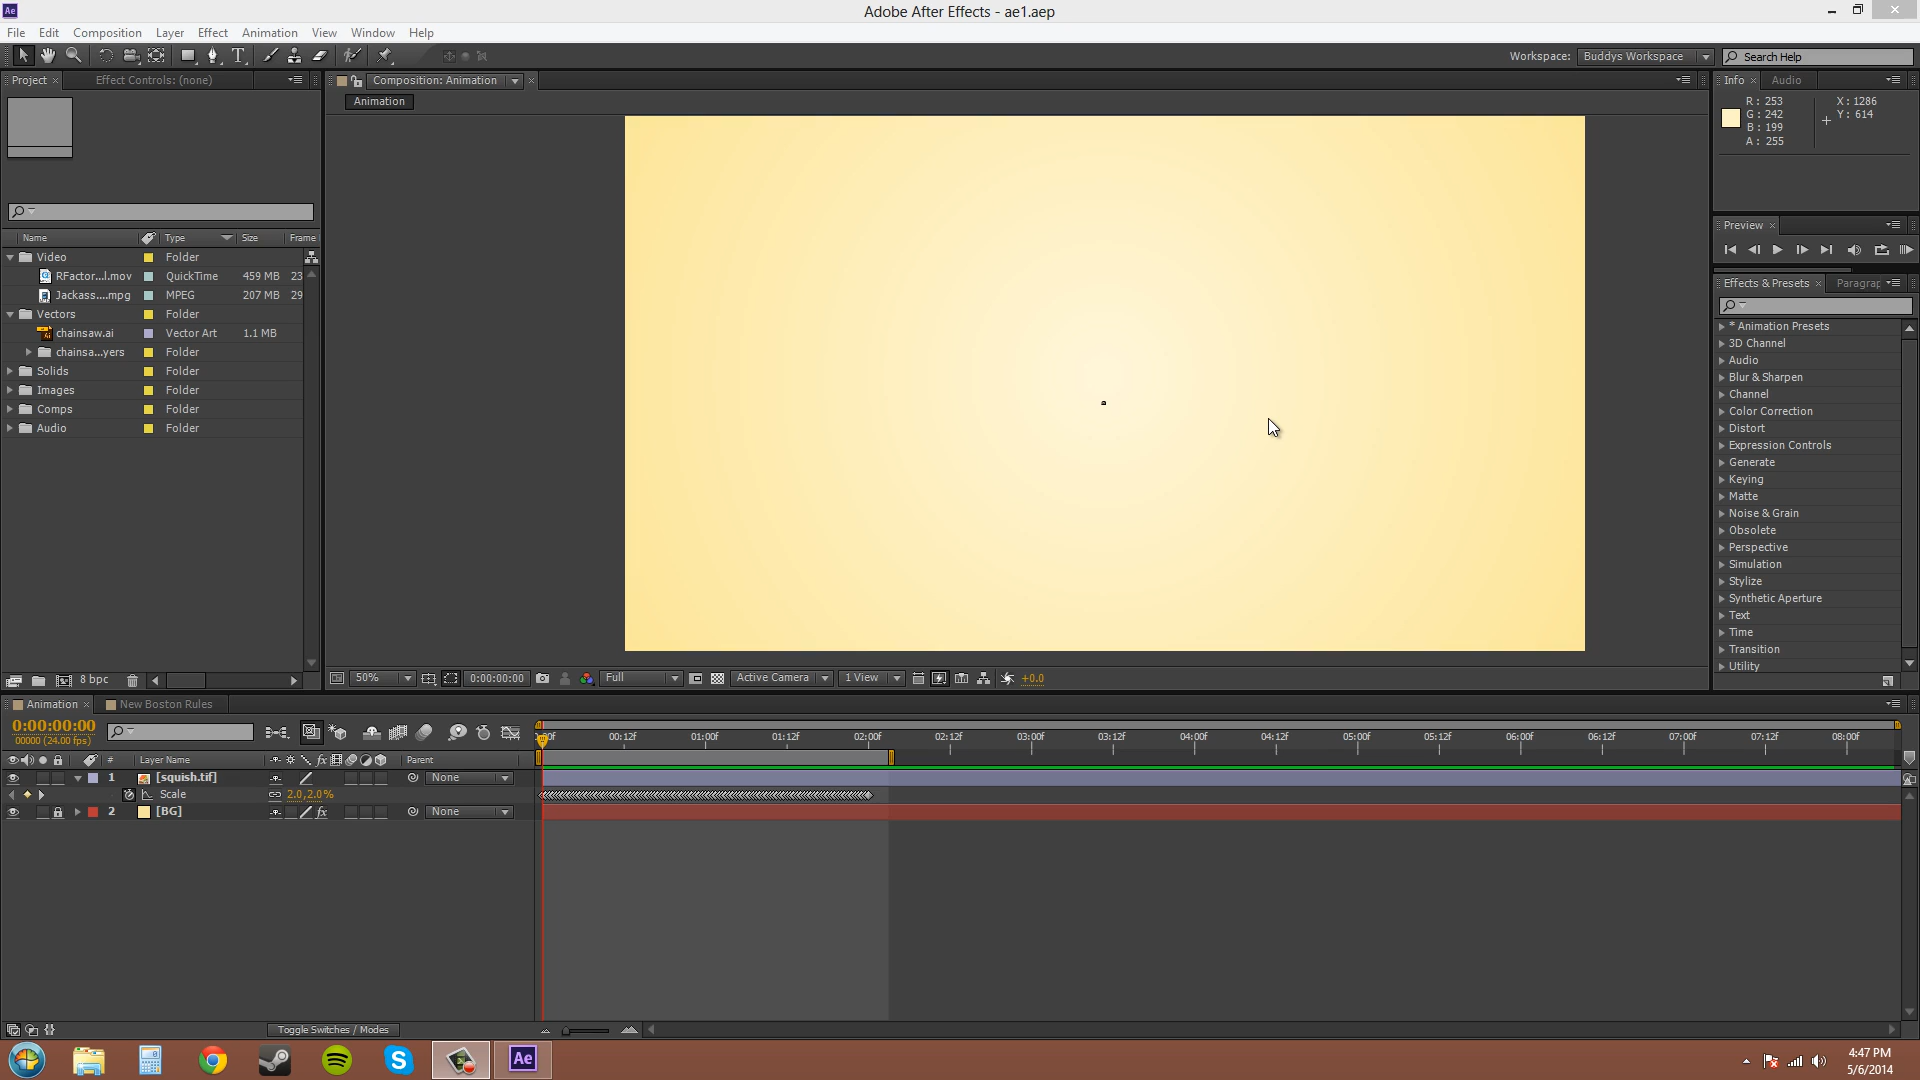 Ae
Adobe After Effects - ae1.aep
File Edit Composition Layer Effect Animation View Window Help
Workspace: Buddys Workspace Search Help
Project × Effect Controls: (none)
Composition: Animation
Animation
Info × Audio
R : 253 X : 1286
G : 242 Y : 614
B : 199
A : 255
Preview ×
Effects & Presets × Paragrap
Name Type Size Frame
Video Folder
RFactor...l.mov QuickTime 459 MB 23
Jackass....mpg MPEG 207 MB 29
Vectors Folder
chainsaw.ai Vector Art 1.1 MB
chainsa...yers Folder
Solids Folder
Images Folder
Comps Folder
Audio Folder
* Animation Presets
3D Channel
Audio
Blur & Sharpen
Channel
Color Correction
Distort
Expression Controls
Generate
Keying
Matte
Noise & Grain
Obsolete
Perspective
Simulation
Stylize
Synthetic Aperture
Text
Time
Transition
Utility
8 bpc
50% 0:00:00:00 Full Active Camera 1 View +0.0
Animation × New Boston Rules
0:00:00:00
00000 (24.00 fps)
00f 00:12f 01:00f 01:12f 02:00f 02:12f 03:00f 03:12f 04:00f 04:12f 05:00f 05:12f 06:00f 06:12f 07:00f 07:12f 08:00f
# Layer Name fx Parent
1 [squish.tif] None
Scale 2.0,2.0%
2 [BG] fx None
Toggle Switches / Modes
Ae
4:47 PM
5/6/2014